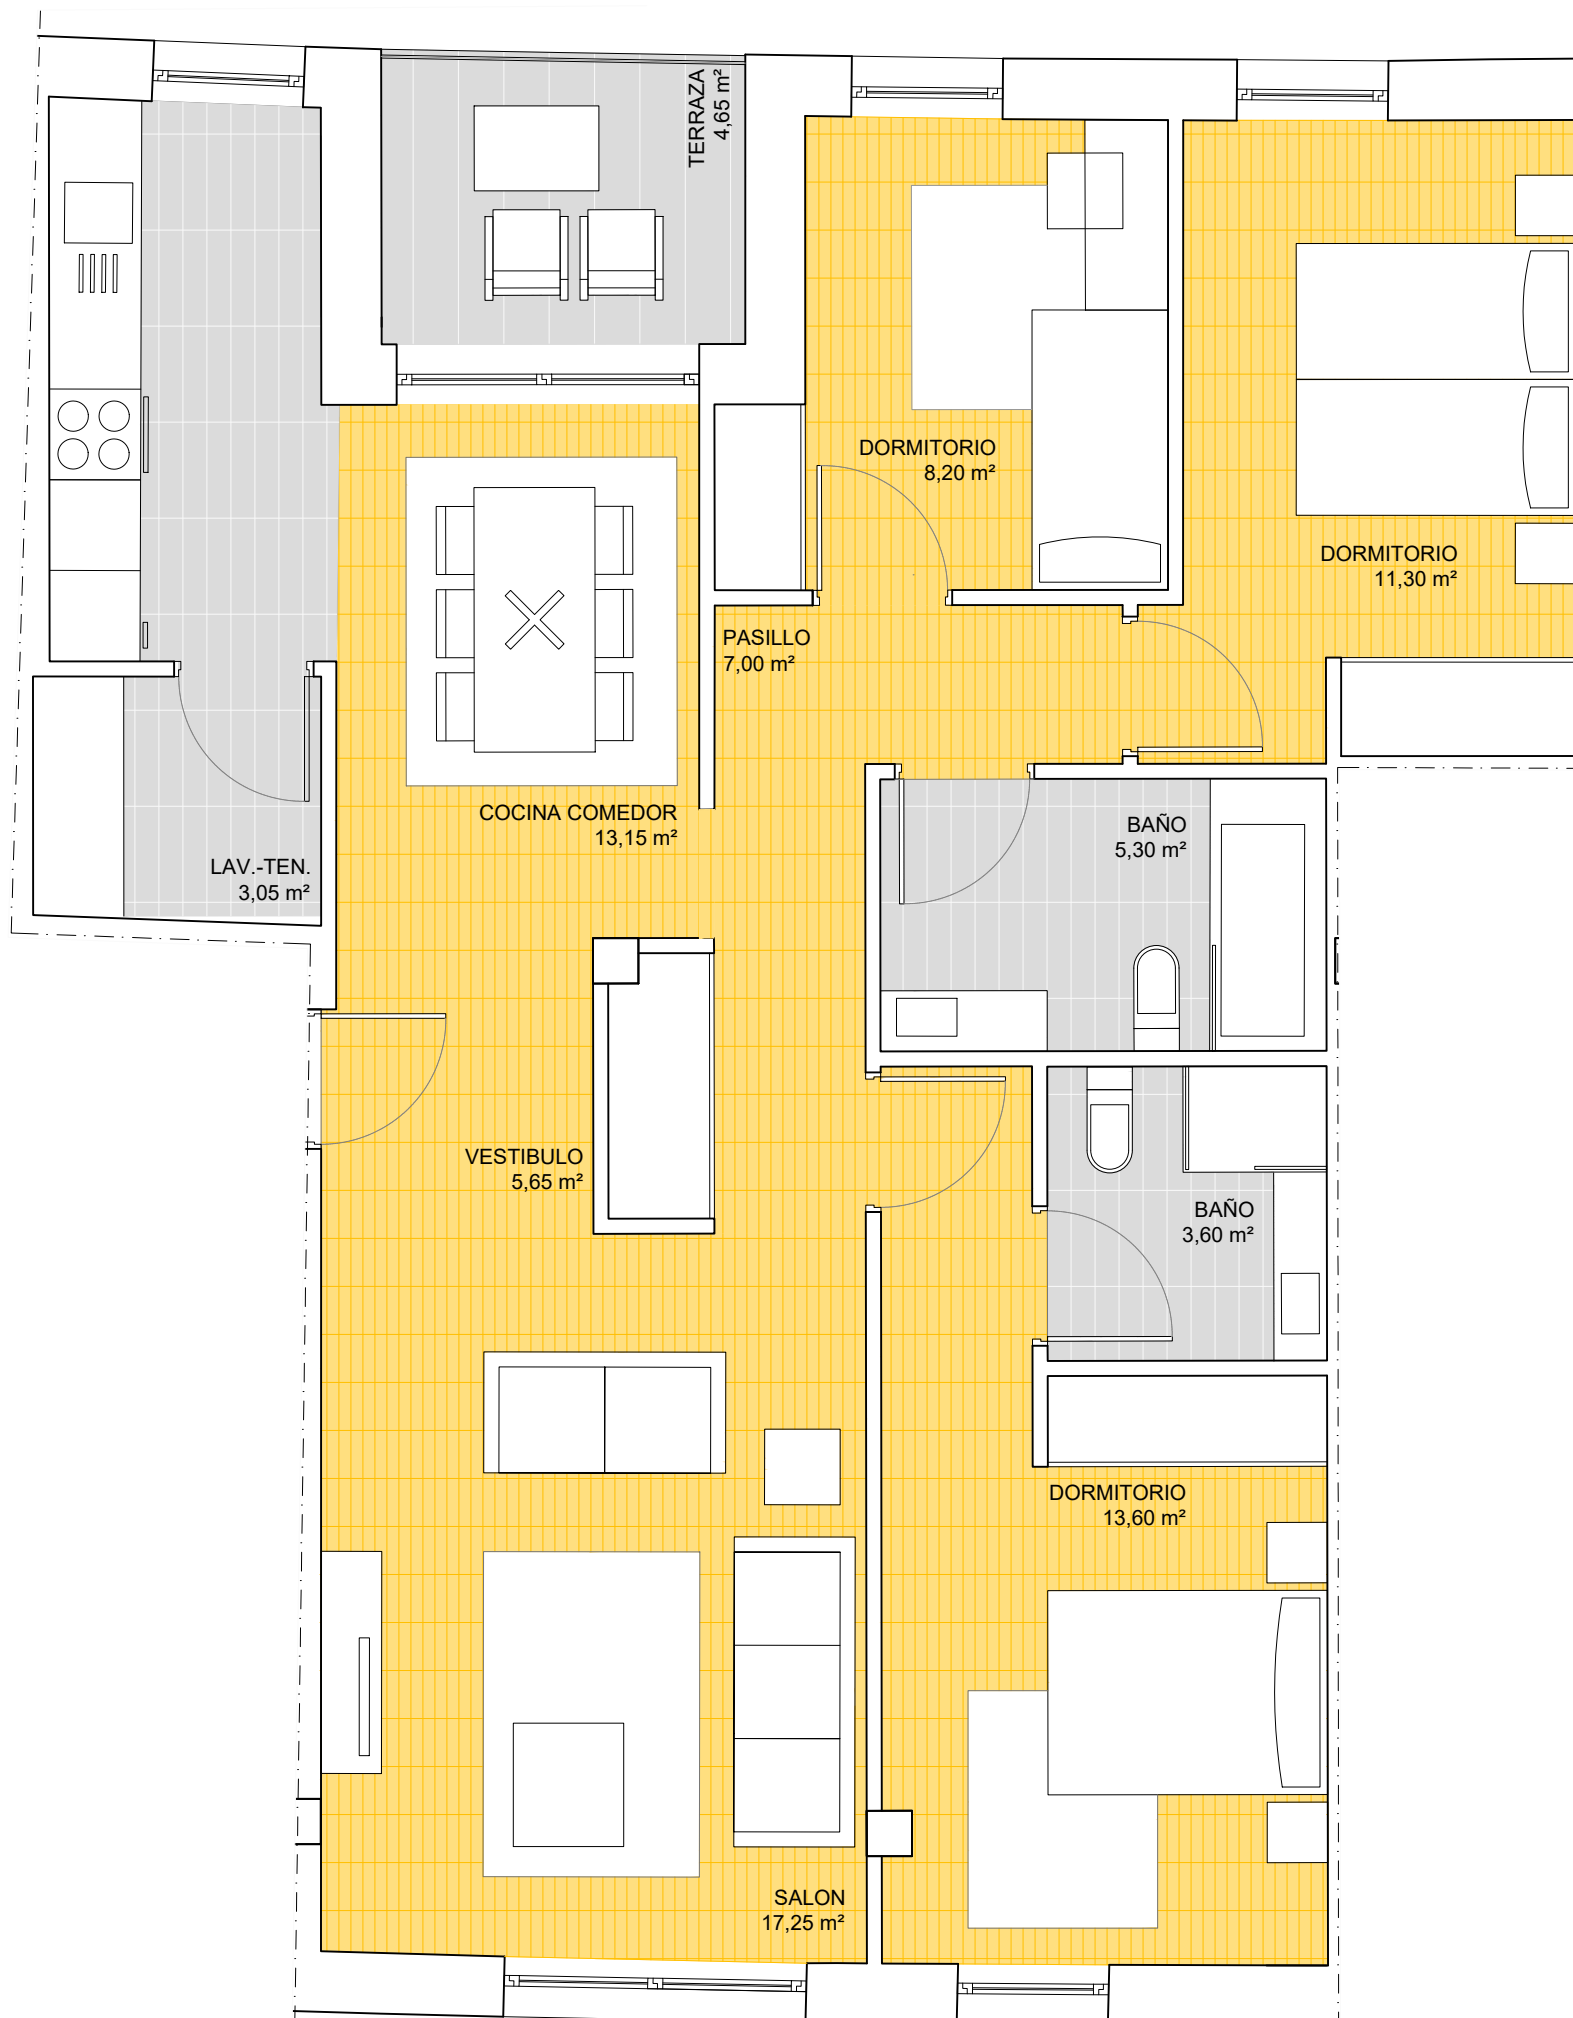 TERRAZA
4,65 m²
DORMITORIO
8,20 m²
DORMITORIO
11,30 m²
PASILLO
7,00 m²
COCINA COMEDOR
13,15 m²
BAÑO
5,30 m²
LAV.-TEN.
3,05 m²
VESTIBULO
5,65 m²
BAÑO
3,60 m²
DORMITORIO
13,60 m²
SALON
17,25 m²